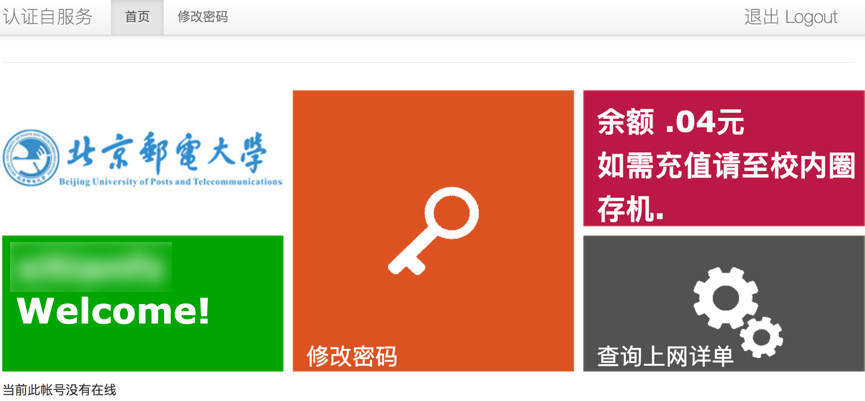 认证自服务
首页
修改密码
退出 Logout
北京郵電大學
Beijing University of Posts and Telecommunications
余额 .04元
如需充值请至校内圈
存机.
Welcome!
修改密码
查询上网详单
当前此帐号没有在线